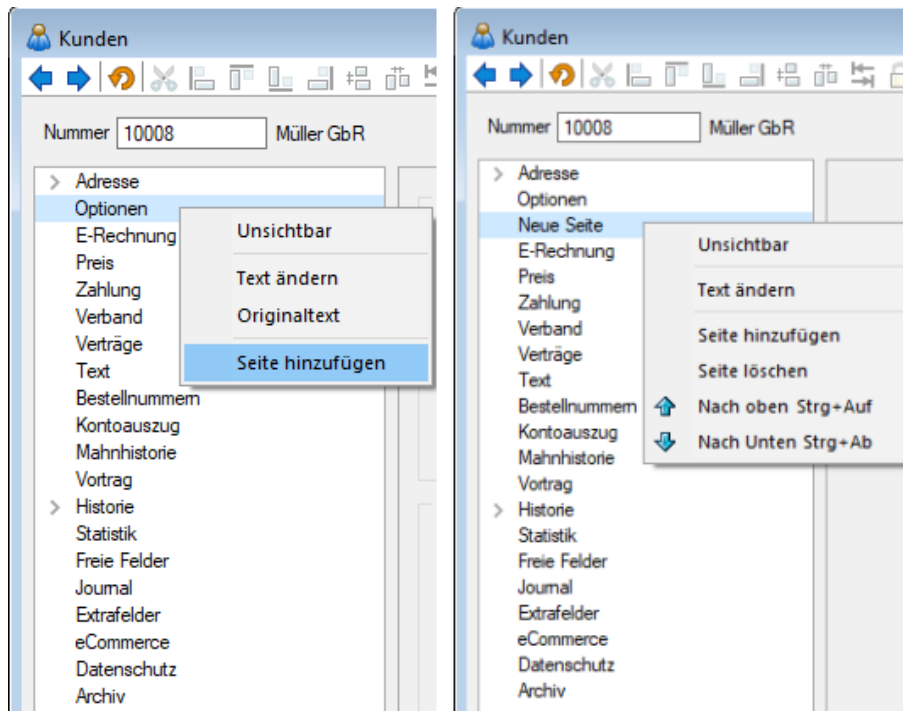 Kunden
Nummer 10008 Müller GbR
Adresse
Optionen
E-Rechnung
Preis
Zahlung
Verband
Verträge
Text
Bestellnummern
Kontoauszug
Mahnhistorie
Vortrag
Historie
Statistik
Freie Felder
Journal
Extrafelder
eCommerce
Datenschutz
Archiv
Unsichtbar
Text ändern
Originaltext
Seite hinzufügen
Kunden
Nummer 10008 Müller GbR
Adresse
Optionen
Neue Seite
E-Rechnung
Preis
Zahlung
Verband
Verträge
Text
Bestellnummern
Kontoauszug
Mahnhistorie
Vortrag
Historie
Statistik
Freie Felder
Journal
Extrafelder
eCommerce
Datenschutz
Archiv
Unsichtbar
Text ändern
Seite hinzufügen
Seite löschen
Nach oben Strg+Auf
Nach Unten Strg+Ab